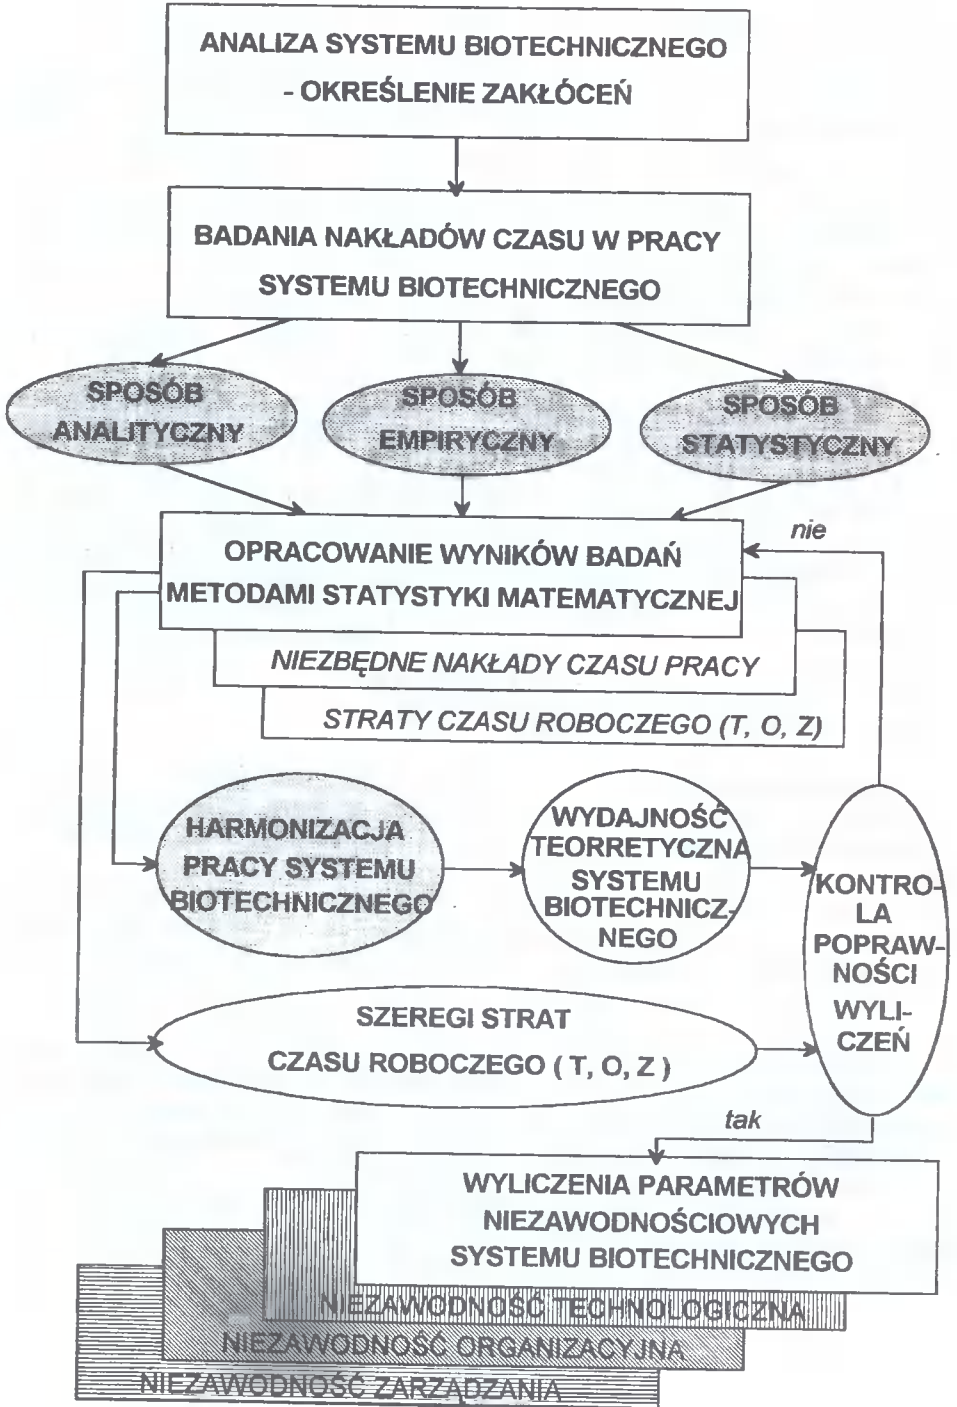 ANALIZA SYSTEMU BIOTECHNICZNEGO
- OKREŚLENIE ZAKŁÓCEŃ
BADANIA NAKŁADÓW CZASU W PRACY
SYSTEMU BIOTECHNICZNEGO
SPOSÓB
ANALITYCZNY
SPOSÓB
EMPIRYCZNY
SPOSÓB
STATYSTYCZNY
nie
OPRACOWANIE WYNIKÓW BADAŃ
METODAMI STATYSTYKI MATEMATYCZNEJ
NIEZBĘDNE NAKŁADY CZASU PRACY
STRATY CZASU ROBOCZEGO (T, O, Z)
HARMONIZACJA
PRACY SYSTEMU
BIOTECHNICZNEGO
WYDAJNOŚĆ
TEORRETYCZNA
SYSTEMU
BIOTECHNICZ-
NEGO
KONTRO-
LA
POPRAW-
NOŚCI
WYLI-
CZEŃ
SZEREGI STRAT
CZASU ROBOCZEGO ( T, O, Z )
tak
WYLICZENIA PARAMETRÓW
NIEZAWODNOŚCIOWYCH
SYSTEMU BIOTECHNICZNEGO
NIEZAWODNOŚĆ TECHNOLOGICZNA
NIEZAWODNOŚĆ ORGANIZACYJNA
NIEZAWODNOŚĆ ZARZĄDZANIA